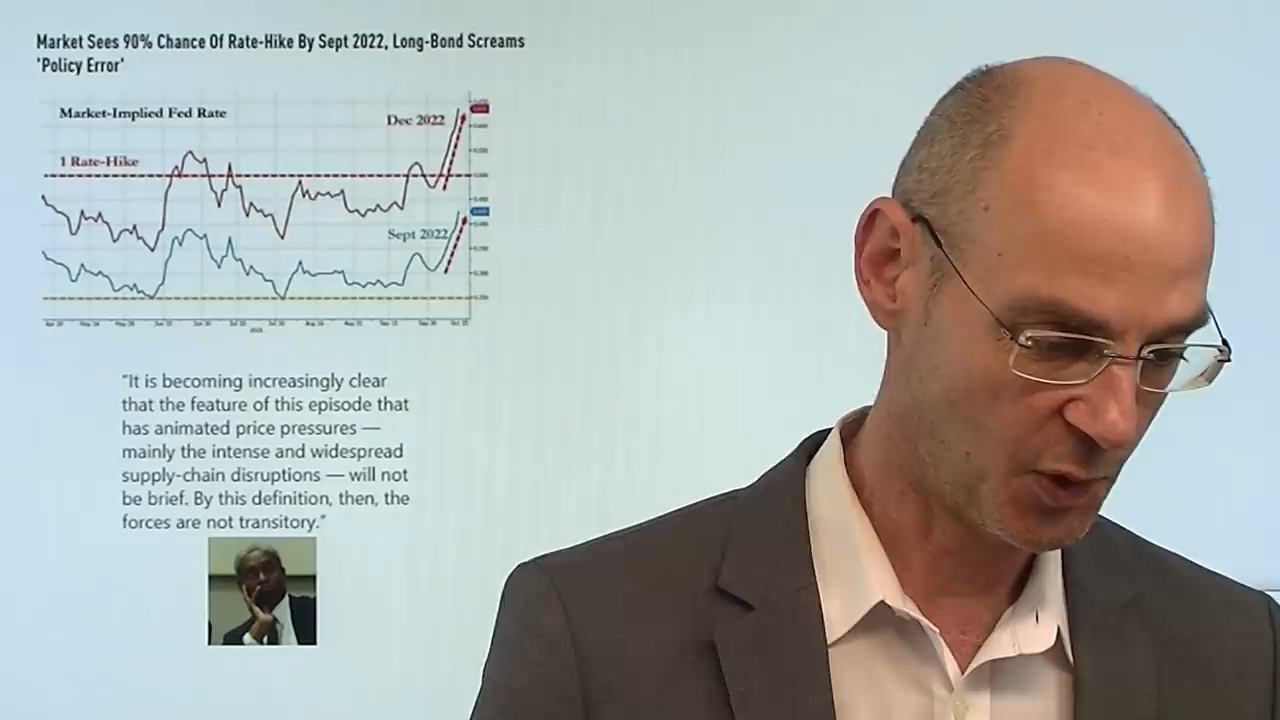 Market Sees 90% Chance Of Rate-Hike By Sept 2022, Long-Bond Screams
'Policy Error'
Market-Implied Fed Rate
Dec 2022
1 Rate-Hike
Sept 2022
"It is becoming increasingly clear
that the feature of this episode that
has animated price pressures —
mainly the intense and widespread
supply-chain disruptions — will not
be brief. By this definition, then, the
forces are not transitory."